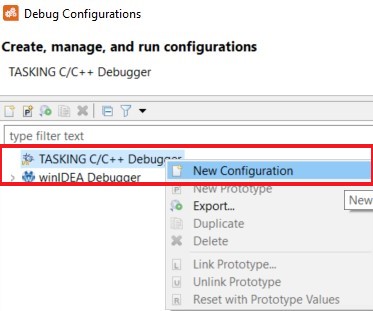 Debug Configurations
Create, manage, and run configurations
TASKING C/C++ Debugger
type filter text
TASKING C/C++ Debugger
New Configuration
winIDEA Debugger
New Prototype
New
Export...
Duplicate
Delete
Link Prototype...
Unlink Prototype
Reset with Prototype Values